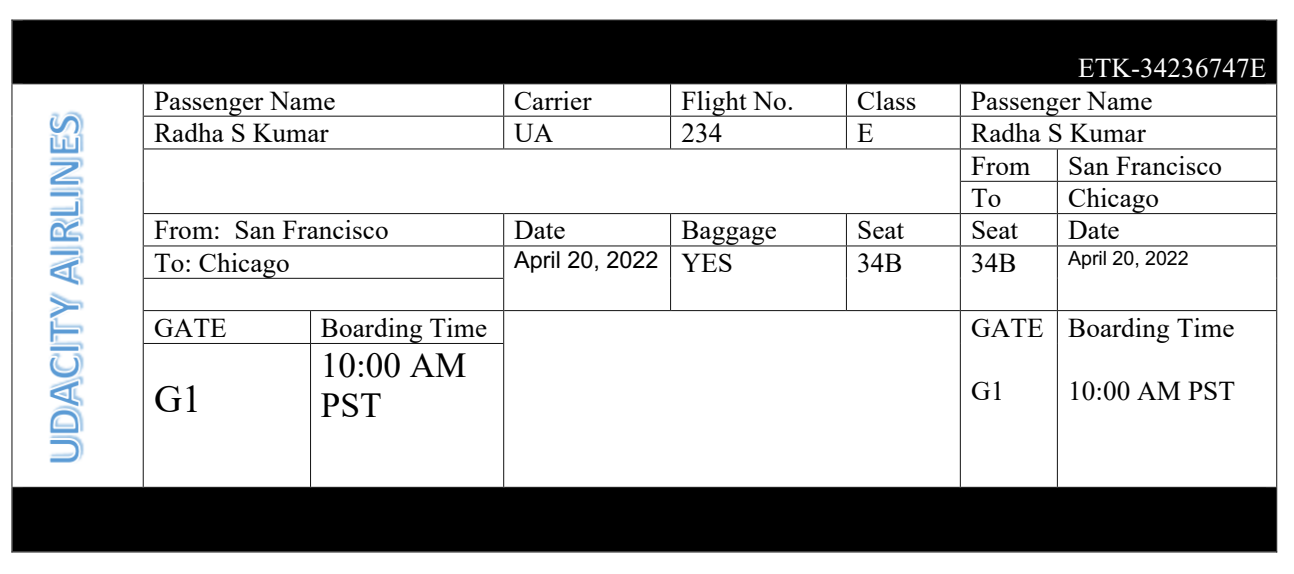 ETK-34236747E
UDACITY AIRLINES
Passenger Name Carrier Flight No. Class Passenger Name
Radha S Kumar UA 234 E Radha S Kumar
From San Francisco
To Chicago
From: San Francisco Date Baggage Seat Seat Date
To: Chicago April 20, 2022 YES 34B 34B April 20, 2022
GATE Boarding Time GATE Boarding Time
10:00 AM
G1 PST G1 10:00 AM PST